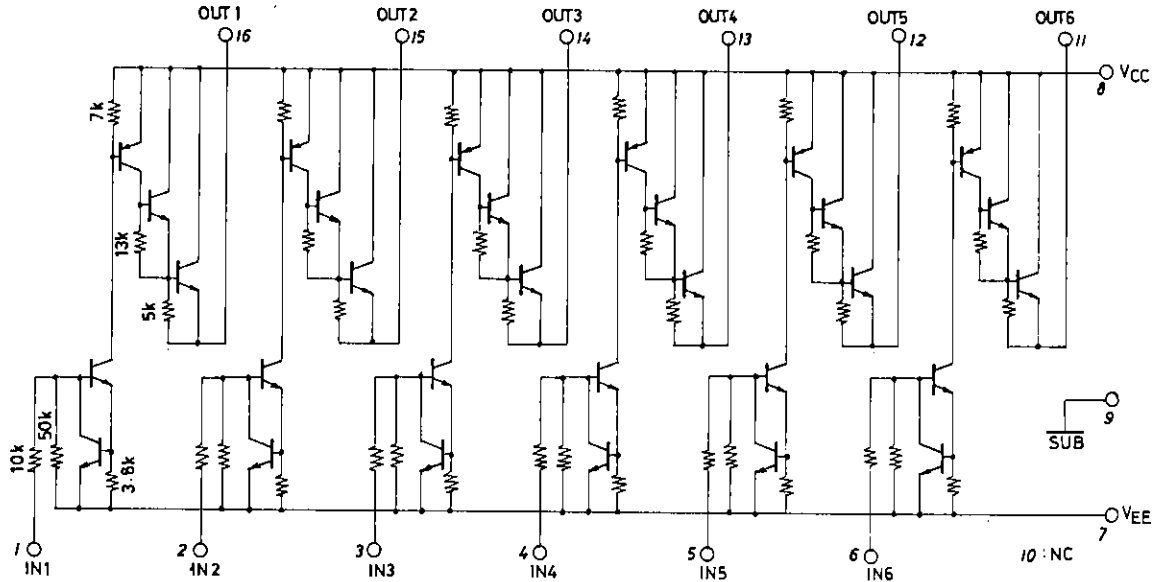 OUT1 OUT2 OUT3 OUT4 OUT5 OUT6
16 15 14 13 12 11
VCC
8
7k
13k
5k
10k
50k
3.8k
9
SUB
VEE
7
1 2 3 4 5 6
IN1 IN2 IN3 IN4 IN5 IN6
10:NC